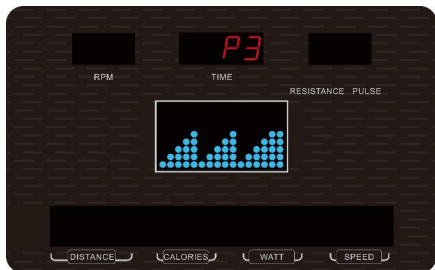 P3
RPM
TIME
RESISTANCE PULSE
DISTANCE
CALORIES
WATT
SPEED